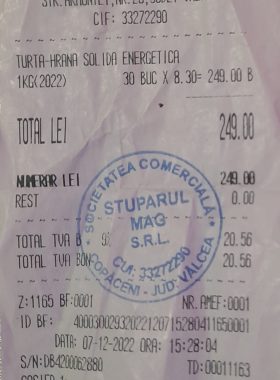 CIF: 33272290
TURTA-HRANA SOLIDA ENERGETICA
1KG(2022) 30 BUC X 8.30= 249.00 B
TOTAL LEI 249.00
NUMERAR LEI 249.00
REST 0.00
TOTAL TVA B 9% 20.56
TOTAL TVA BON 20.56
SOCIETATEA COMERCIALA
STUPARUL
MAG
S.R.L.
CUI: 33272290
COPACENI - JUD. VALCEA
Z:1165 BF:0001 NR.AMEF:0001
ID BF: 40003002932022120715280411650001
DATA: 07-12-2022 ORA: 15:28:04
S/N:DB4200062880 TD:00011163